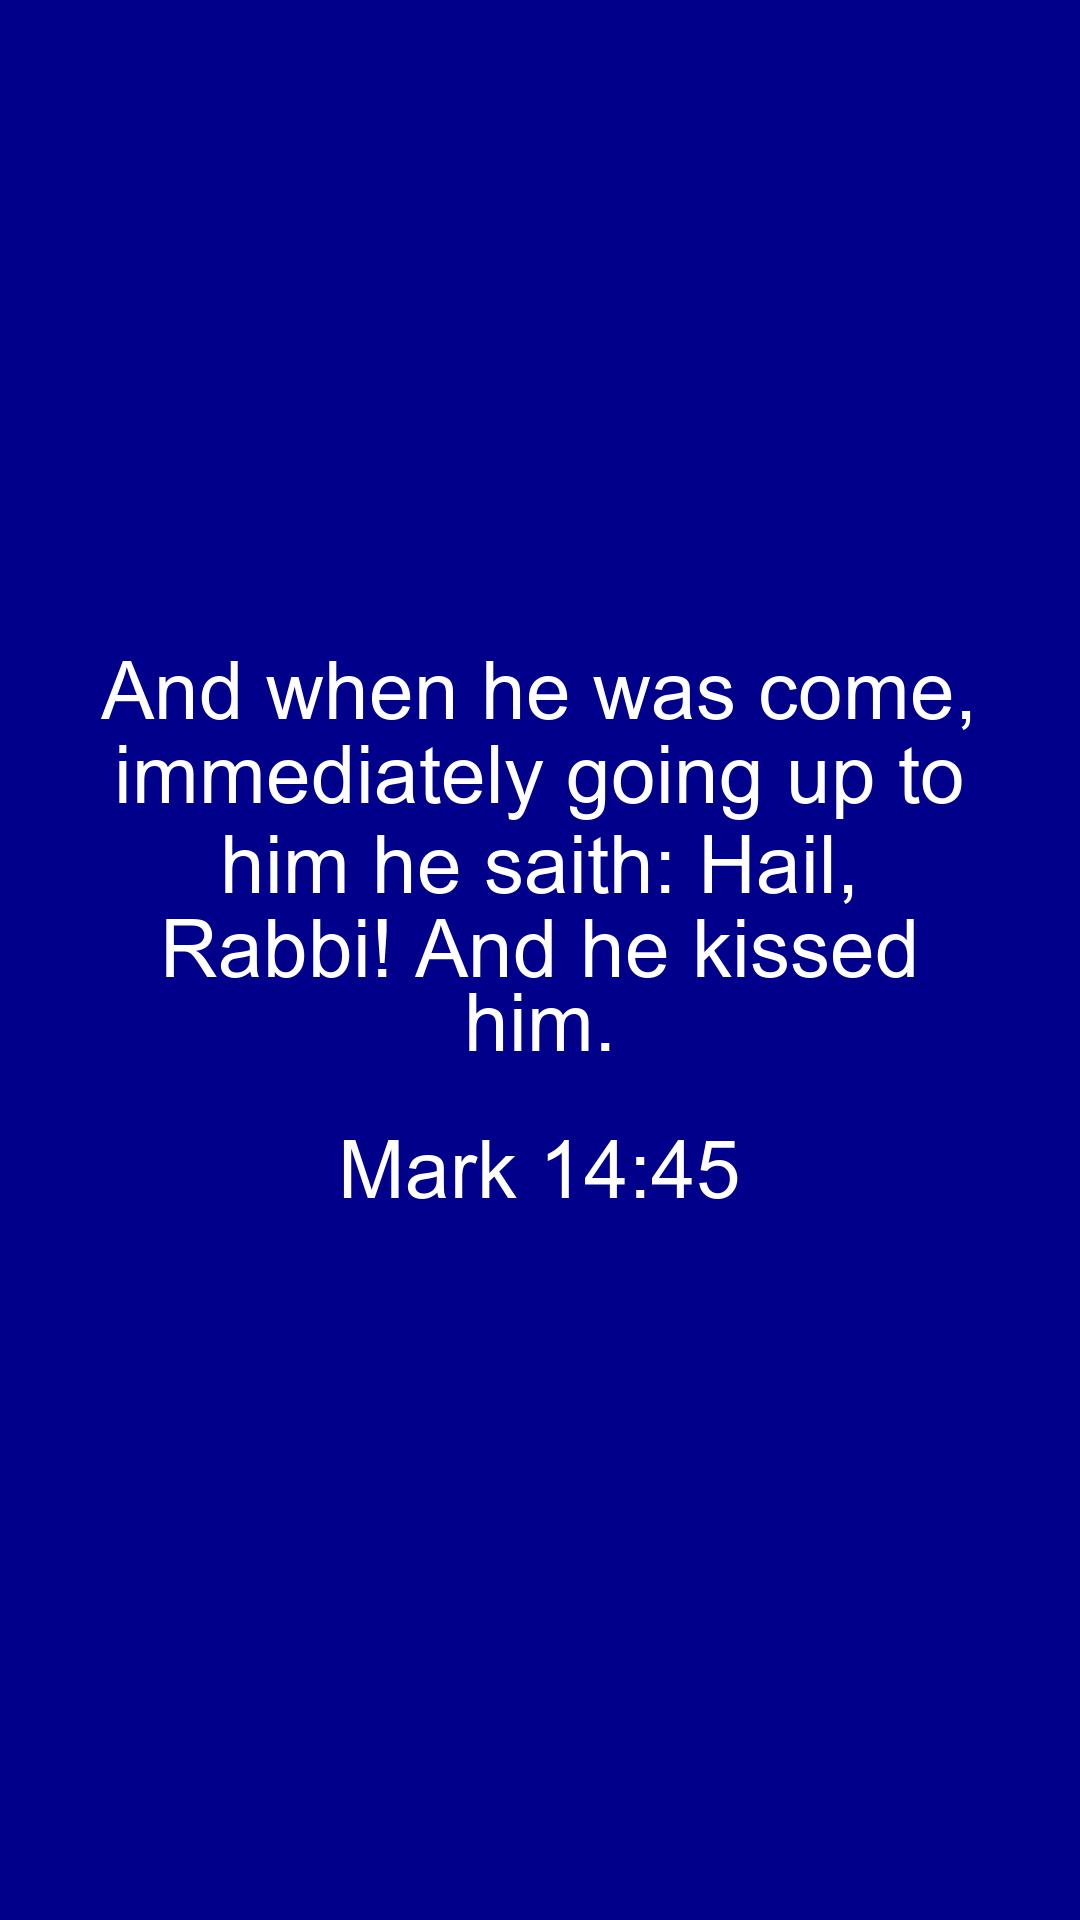 And when he was come,
immediately going up to
him he saith: Hail,
Rabbi! And he kissed
him.
Mark 14:45